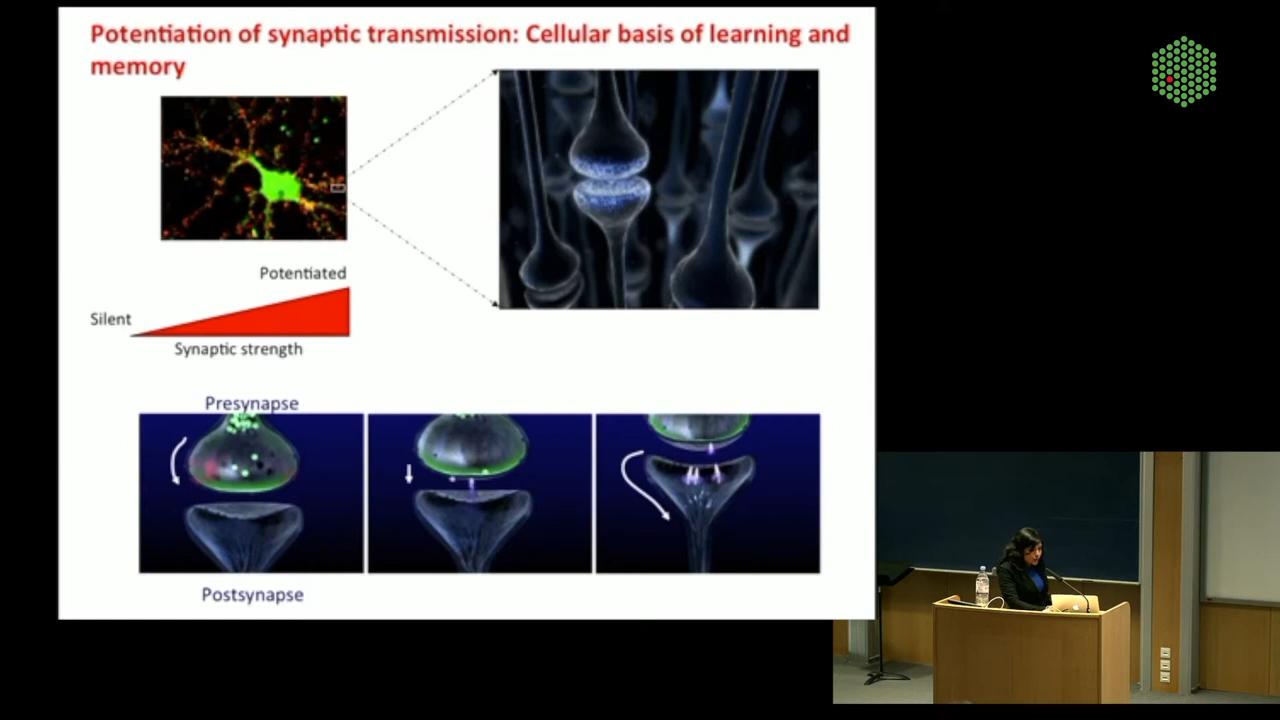 Potentiation of synaptic transmission: Cellular basis of learning and
memory
Potentiated
Silent
Synaptic strength
Presynapse
Postsynapse